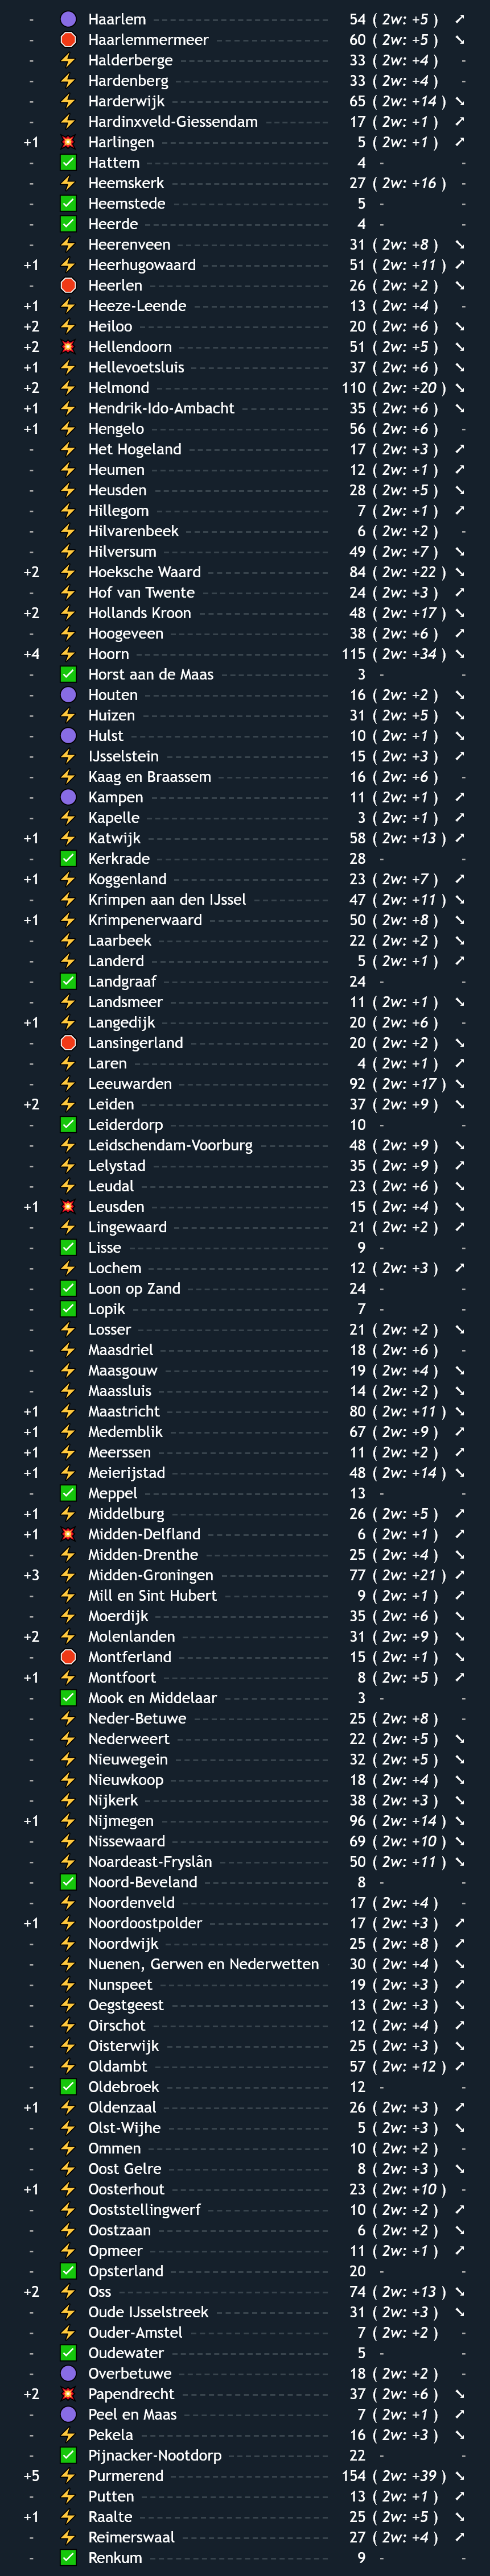 - Haarlem 54 ( 2w: +5 ) ↗
- Haarlemmermeer 60 ( 2w: +5 ) ↘
- Halderberge 33 ( 2w: +4 ) -
- Hardenberg 33 ( 2w: +4 ) -
- Harderwijk 65 ( 2w: +14 ) ↘
- Hardinxveld-Giessendam 17 ( 2w: +1 ) ↗
+1 Harlingen 5 ( 2w: +1 ) ↗
- Hattem 4 - -
- Heemskerk 27 ( 2w: +16 ) -
- Heemstede 5 - -
- Heerde 4 - -
- Heerenveen 31 ( 2w: +8 ) ↘
+1 Heerhugowaard 51 ( 2w: +11 ) ↗
- Heerlen 26 ( 2w: +2 ) ↘
+1 Heeze-Leende 13 ( 2w: +4 ) -
+2 Heiloo 20 ( 2w: +6 ) ↘
+2 Hellendoorn 51 ( 2w: +5 ) ↘
+1 Hellevoetsluis 37 ( 2w: +6 ) ↘
+2 Helmond 110 ( 2w: +20 ) ↘
+1 Hendrik-Ido-Ambacht 35 ( 2w: +6 ) ↘
+1 Hengelo 56 ( 2w: +6 ) -
- Het Hogeland 17 ( 2w: +3 ) ↗
- Heumen 12 ( 2w: +1 ) ↗
- Heusden 28 ( 2w: +5 ) ↘
- Hillegom 7 ( 2w: +1 ) ↗
- Hilvarenbeek 6 ( 2w: +2 ) -
- Hilversum 49 ( 2w: +7 ) ↘
+2 Hoeksche Waard 84 ( 2w: +22 ) ↘
- Hof van Twente 24 ( 2w: +3 ) ↗
+2 Hollands Kroon 48 ( 2w: +17 ) ↘
- Hoogeveen 38 ( 2w: +6 ) ↗
+4 Hoorn 115 ( 2w: +34 ) ↘
- Horst aan de Maas 3 - -
- Houten 16 ( 2w: +2 ) ↘
- Huizen 31 ( 2w: +5 ) ↘
- Hulst 10 ( 2w: +1 ) ↘
- IJsselstein 15 ( 2w: +3 ) ↗
- Kaag en Braassem 16 ( 2w: +6 ) -
- Kampen 11 ( 2w: +1 ) ↗
- Kapelle 3 ( 2w: +1 ) ↗
+1 Katwijk 58 ( 2w: +13 ) ↗
- Kerkrade 28 - -
+1 Koggenland 23 ( 2w: +7 ) ↗
- Krimpen aan den IJssel 47 ( 2w: +11 ) ↘
+1 Krimpenerwaard 50 ( 2w: +8 ) ↘
- Laarbeek 22 ( 2w: +2 ) ↘
- Landerd 5 ( 2w: +1 ) ↗
- Landgraaf 24 - -
- Landsmeer 11 ( 2w: +1 ) ↘
+1 Langedijk 20 ( 2w: +6 ) -
- Lansingerland 20 ( 2w: +2 ) ↘
- Laren 4 ( 2w: +1 ) ↗
- Leeuwarden 92 ( 2w: +17 ) ↘
+2 Leiden 37 ( 2w: +9 ) ↘
- Leiderdorp 10 - -
- Leidschendam-Voorburg 48 ( 2w: +9 ) ↘
- Lelystad 35 ( 2w: +9 ) ↗
- Leudal 23 ( 2w: +6 ) ↘
+1 Leusden 15 ( 2w: +4 ) ↘
- Lingewaard 21 ( 2w: +2 ) ↗
- Lisse 9 - -
- Lochem 12 ( 2w: +3 ) ↗
- Loon op Zand 24 - -
- Lopik 7 - -
- Losser 21 ( 2w: +2 ) ↘
- Maasdriel 18 ( 2w: +6 ) -
- Maasgouw 19 ( 2w: +4 ) ↘
- Maassluis 14 ( 2w: +2 ) ↘
+1 Maastricht 80 ( 2w: +11 ) ↘
+1 Medemblik 67 ( 2w: +9 ) ↗
+1 Meerssen 11 ( 2w: +2 ) ↗
+1 Meierijstad 48 ( 2w: +14 ) ↘
- Meppel 13 - -
+1 Middelburg 26 ( 2w: +5 ) ↗
+1 Midden-Delfland 6 ( 2w: +1 ) ↗
- Midden-Drenthe 25 ( 2w: +4 ) ↘
+3 Midden-Groningen 77 ( 2w: +21 ) ↗
- Mill en Sint Hubert 9 ( 2w: +1 ) ↗
- Moerdijk 35 ( 2w: +6 ) ↘
+2 Molenlanden 31 ( 2w: +9 ) ↘
- Montferland 15 ( 2w: +1 ) ↘
+1 Montfoort 8 ( 2w: +5 ) ↗
- Mook en Middelaar 3 - -
- Neder-Betuwe 25 ( 2w: +8 ) -
- Nederweert 22 ( 2w: +5 ) ↘
- Nieuwegein 32 ( 2w: +5 ) ↘
- Nieuwkoop 18 ( 2w: +4 ) ↘
- Nijkerk 38 ( 2w: +3 ) ↗
+1 Nijmegen 96 ( 2w: +14 ) ↘
- Nissewaard 69 ( 2w: +10 ) ↘
- Noardeast-Fryslân 50 ( 2w: +11 ) ↘
- Noord-Beveland 8 - -
- Noordenveld 17 ( 2w: +4 ) -
+1 Noordoostpolder 17 ( 2w: +3 ) ↗
- Noordwijk 25 ( 2w: +8 ) ↗
- Nuenen, Gerwen en Nederwetten 30 ( 2w: +4 ) ↘
- Nunspeet 19 ( 2w: +3 ) ↗
- Oegstgeest 13 ( 2w: +3 ) ↘
- Oirschot 12 ( 2w: +4 ) ↗
- Oisterwijk 25 ( 2w: +3 ) ↘
- Oldambt 57 ( 2w: +12 ) ↗
- Oldebroek 12 - -
+1 Oldenzaal 26 ( 2w: +3 ) ↗
- Olst-Wijhe 5 ( 2w: +3 ) ↘
- Ommen 10 ( 2w: +2 ) -
- Oost Gelre 8 ( 2w: +3 ) ↘
+1 Oosterhout 23 ( 2w: +10 ) -
- Ooststellingwerf 10 ( 2w: +2 ) ↗
- Oostzaan 6 ( 2w: +2 ) ↘
- Opmeer 11 ( 2w: +1 ) ↗
- Opsterland 20 - -
+2 Oss 74 ( 2w: +13 ) ↘
- Oude IJsselstreek 31 ( 2w: +3 ) ↘
- Ouder-Amstel 7 ( 2w: +2 ) -
- Oudewater 5 - -
- Overbetuwe 18 ( 2w: +2 ) -
+2 Papendrecht 37 ( 2w: +6 ) ↘
- Peel en Maas 7 ( 2w: +1 ) ↗
- Pekela 16 ( 2w: +3 ) ↘
- Pijnacker-Nootdorp 22 - -
+5 Purmerend 154 ( 2w: +39 ) ↘
- Putten 13 ( 2w: +1 ) ↗
+1 Raalte 25 ( 2w: +5 ) ↘
- Reimerswaal 27 ( 2w: +4 ) ↗
- Renkum 9 - -